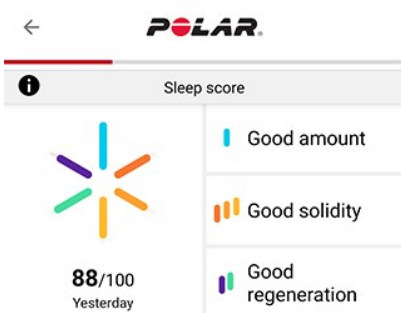 POLAR.
Sleep score
Good amount
Good solidity
88/100
Yesterday
Good
regeneration